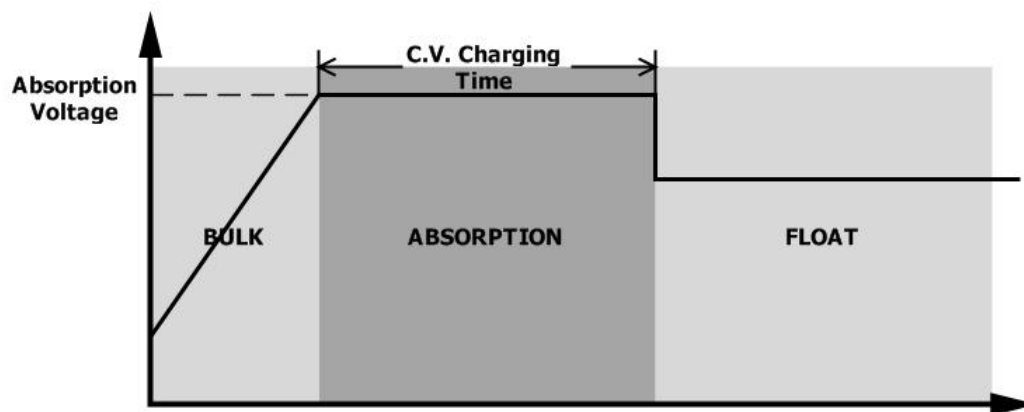 C.V. Charging
Time
Absorption
Voltage
BULK
ABSORPTION
FLOAT